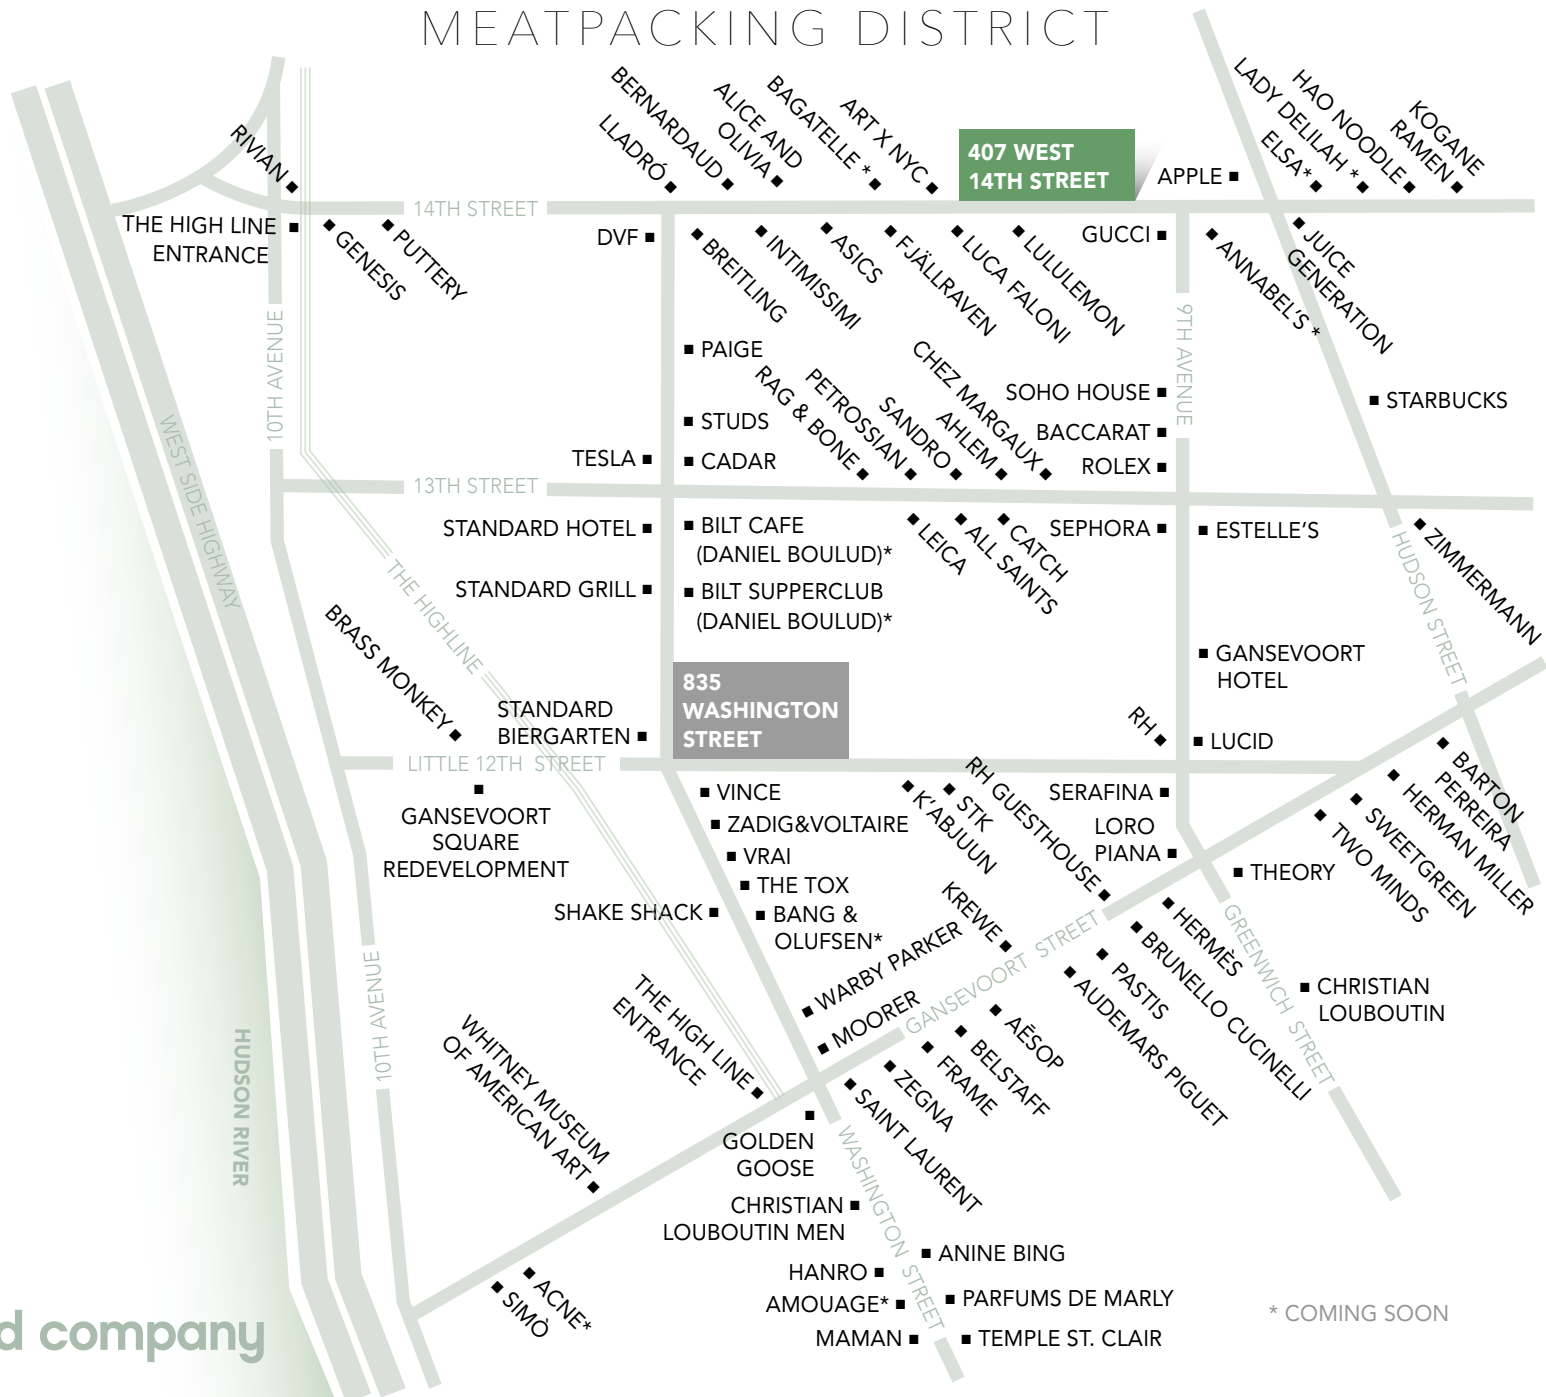 MEATPACKING DISTRICT
RIVIAN
LLADRÓ
BERNARDAUD
ALICE AND
OLIVIA
BAGATELLE *
ART X NYC
407 WEST
14TH STREET
APPLE
ELSA*
LADY DELILAH *
HAO NOODLE
KOGANE
RAMEN
14TH STREET
THE HIGH LINE
ENTRANCE
GENESIS
PUTTERY
DVF
BREITLING
INTIMISSIMI
ASICS
FJÄLLRAVEN
LUCA FALONI
LULULEMON
GUCCI
ANNABEL'S *
JUICE
GENERATION
10TH AVENUE
9TH AVENUE
WEST SIDE HIGHWAY
PAIGE
STUDS
CADAR
TESLA
RAG & BONE
PETROSSIAN
SANDRO
AHLEM
CHEZ MARGAUX
SOHO HOUSE
BACCARAT
ROLEX
STARBUCKS
13TH STREET
STANDARD HOTEL
STANDARD GRILL
BILT CAFE
(DANIEL BOULUD)*
BILT SUPPERCLUB
(DANIEL BOULUD)*
LEICA
ALL SAINTS
CATCH
SEPHORA
ESTELLE'S
ZIMMERMANN
HUDSON STREET
THE HIGHLINE
BRASS MONKEY
STANDARD
BIERGARTEN
835
WASHINGTON
STREET
GANSEVOORT
HOTEL
RH
LUCID
LITTLE 12TH STREET
GANSEVOORT
SQUARE
REDEVELOPMENT
VINCE
ZADIG&VOLTAIRE
VRAI
THE TOX
BANG &
OLUFSEN*
SHAKE SHACK
K'ABJUUN
STK
RH GUESTHOUSE
SERAFINA
LORO
PIANA
THEORY
TWO MINDS
SWEETGREEN
HERMAN MILLER
BARTON
PERREIRA
KREWE
WARBY PARKER
MOORER
GANSEVOORT STREET
HERMÈS
BRUNELLO CUCINELLI
PASTIS
AUDEMARS PIGUET
GREENWICH STREET
CHRISTIAN
LOUBOUTIN
10TH AVENUE
HUDSON RIVER
WHITNEY MUSEUM
OF AMERICAN ART
THE HIGH LINE
ENTRANCE
AĒSOP
BELSTAFF
FRAME
ZEGNA
SAINT LAURENT
GOLDEN
GOOSE
WASHINGTON STREET
CHRISTIAN
LOUBOUTIN MEN
ANINE BING
HANRO
AMOUAGE*
PARFUMS DE MARLY
MAMAN
TEMPLE ST. CLAIR
ACNE*
SIMÒ
* COMING SOON
d company